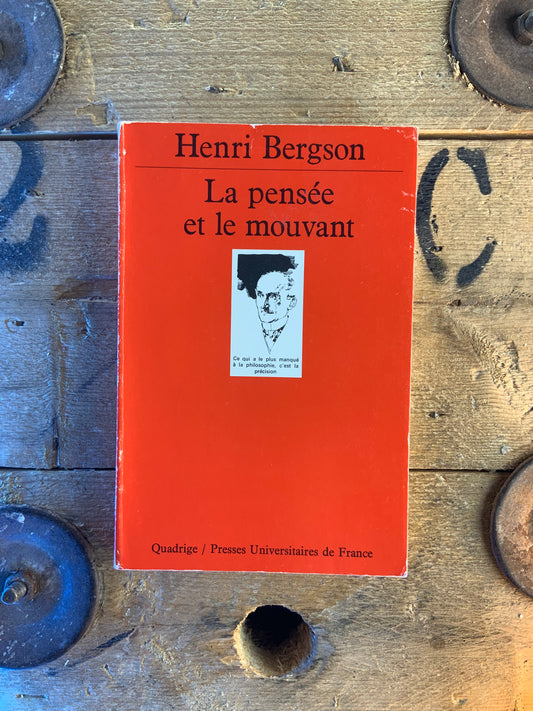 Henri Bergson
La pensée
et le mouvant
Ce qui a le plus manqué
à la philosophie, c'est la
précision
Quadrige / Presses Universitaires de France
C